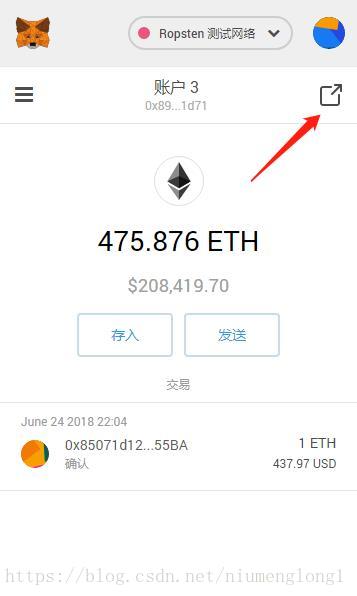 Ropsten 测试网络
账户 3
0x89...1d71
475.876 ETH
$208,419.70
存入
发送
交易
June 24 2018 22:04
0x85071d12...55BA
1 ETH
确认
437.97 USD
https://blog.csdn.net/niumenglong1